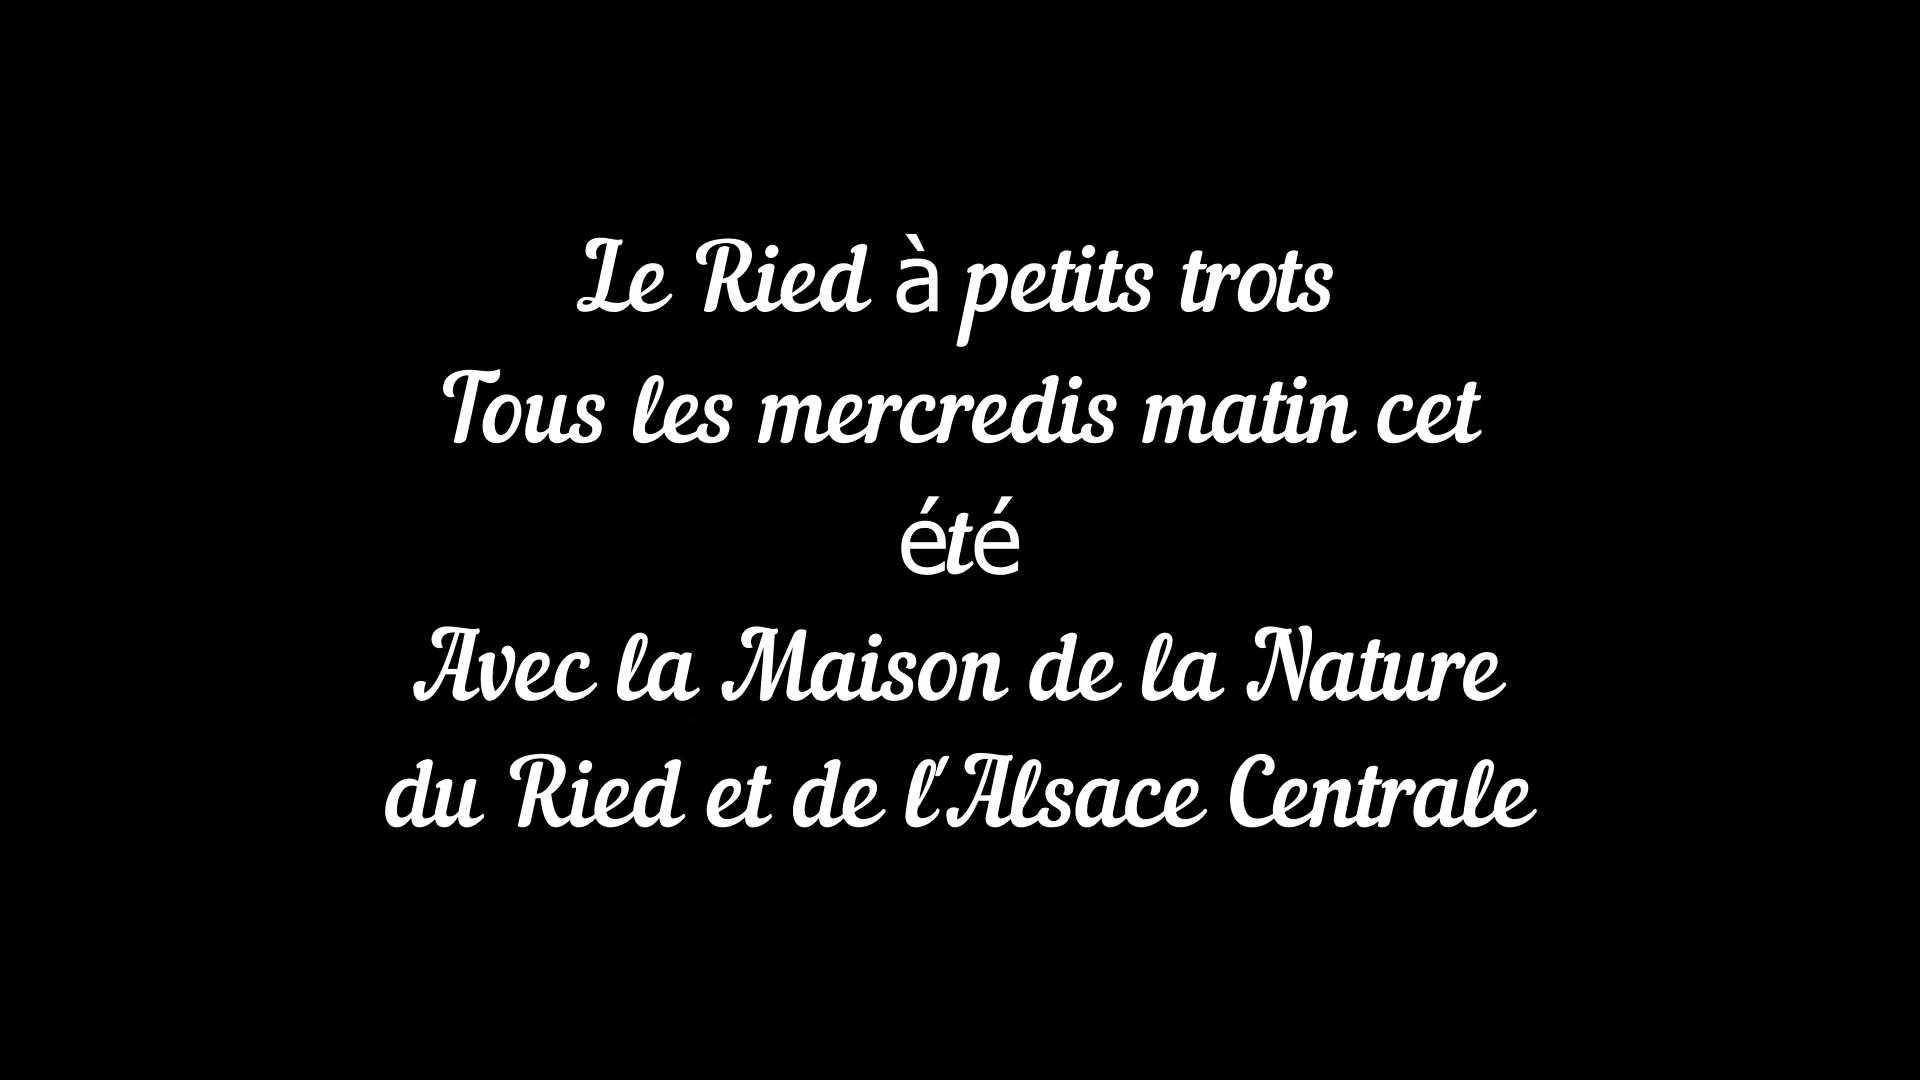 Le Ried à petits trots
Tous les mercredis matin cet
été
Avec la Maison de la Nature
du Ried et de l'Alsace Centrale